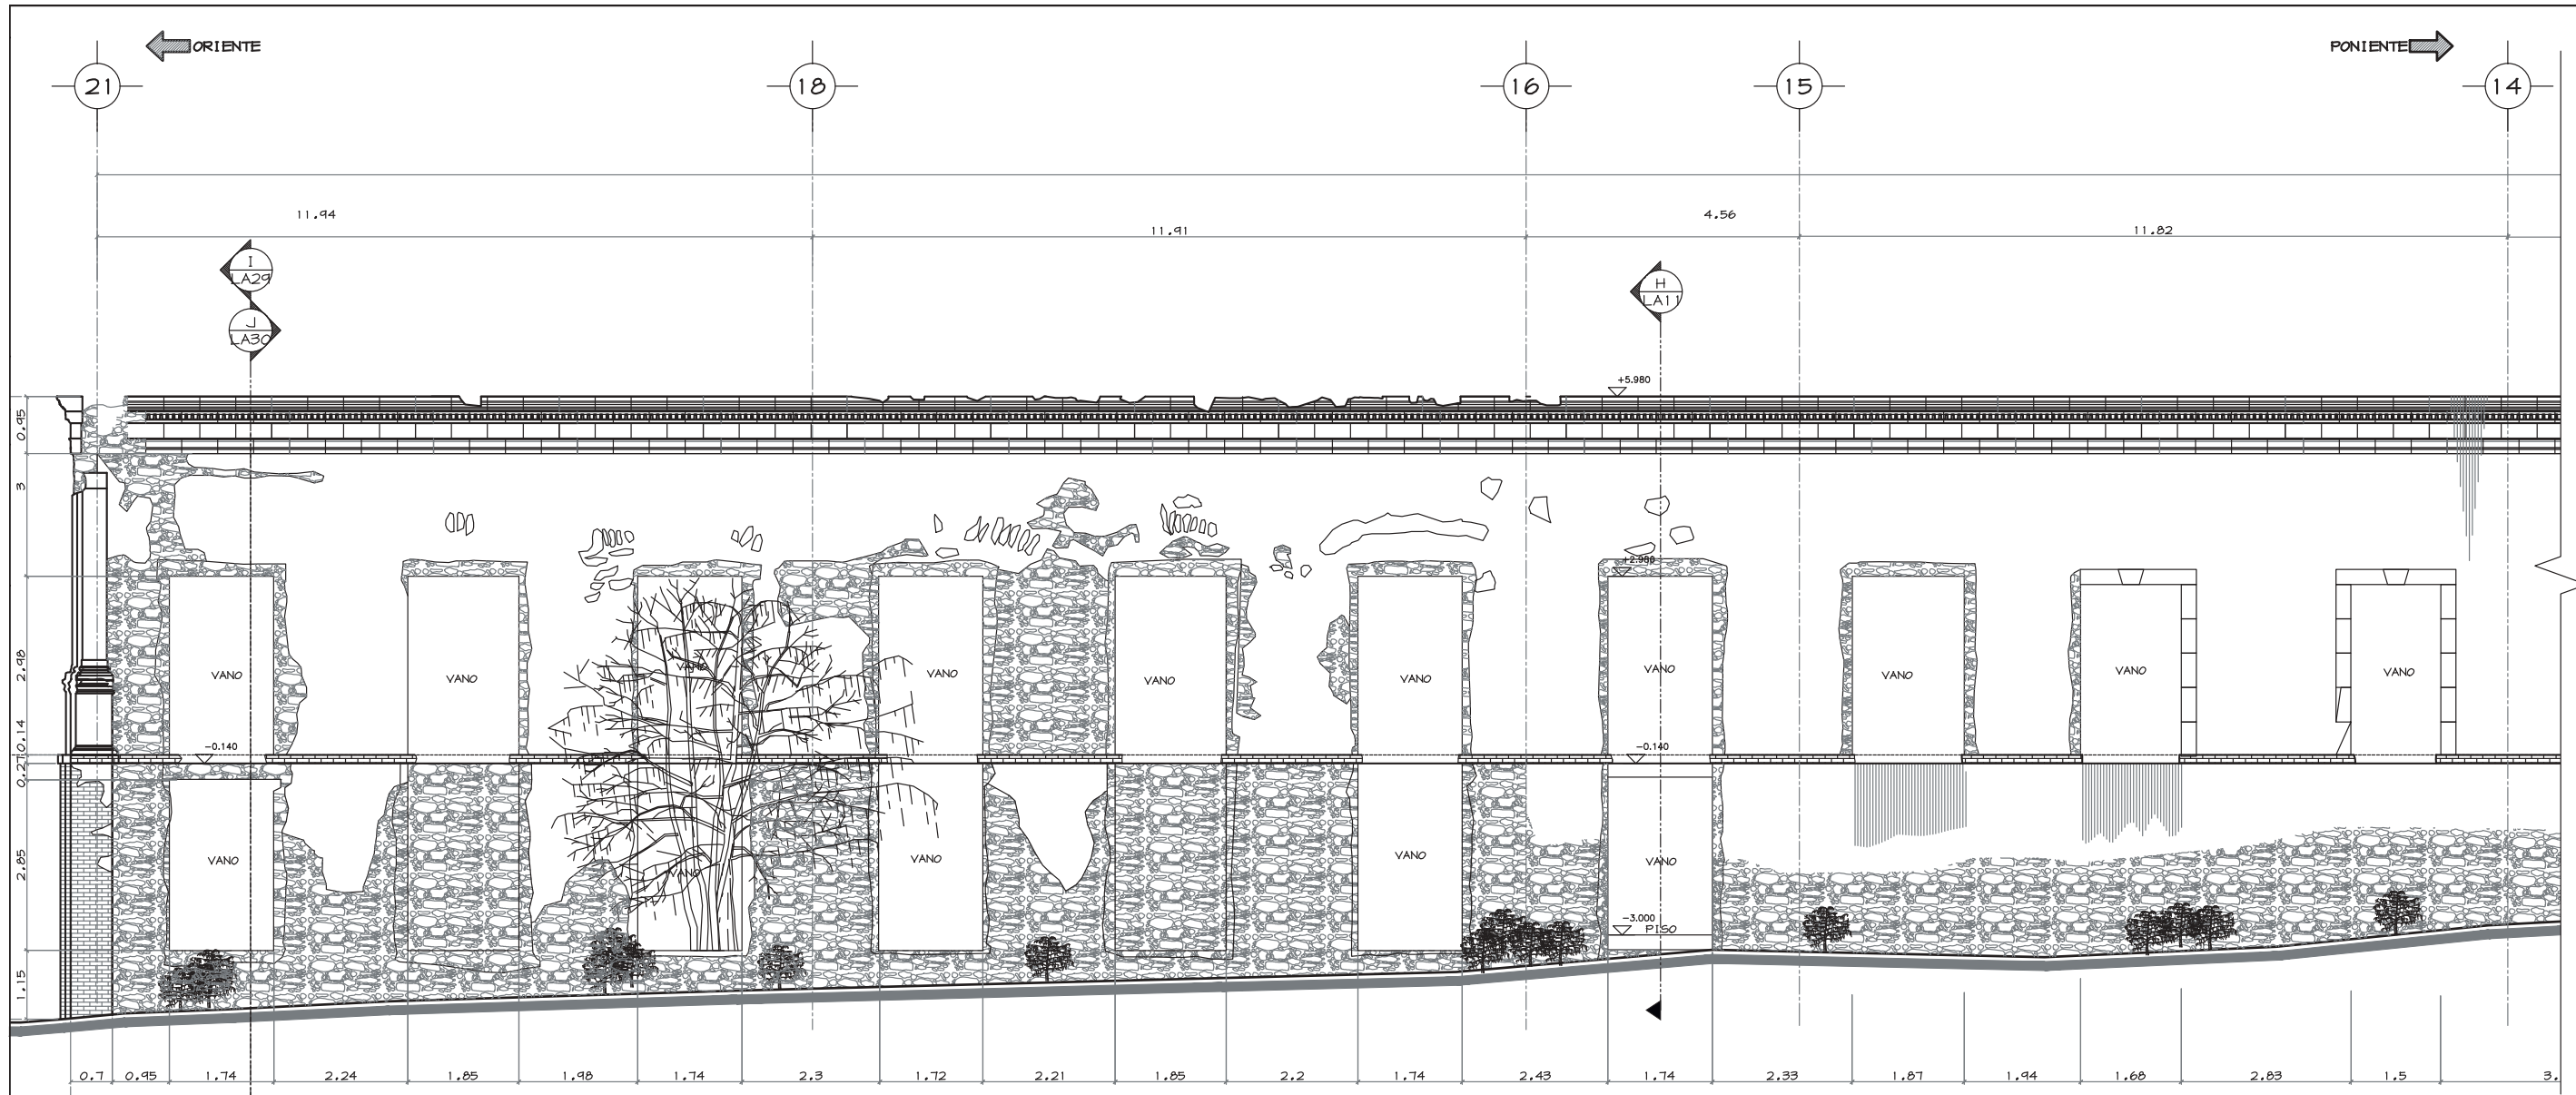 ORIENTE
PONIENTE
21
18
16
15
14
11.94
11.91
4.56
11.82
I
LA29
J
LA30
H
LA11
+5.980
0.95
3
2.98
0.14
0.27
2.85
1.15
+2.980
VANO
VANO
VANO
VANO
VANO
VANO
VANO
VANO
VANO
VANO
-0.140
-0.140
VANO
VANO
VANO
VANO
VANO
-3.000
PISO
0.7 0.95 1.74 2.24 1.85 1.98 1.74 2.3 1.72 2.21 1.85 2.2 1.74 2.43 1.74 2.33 1.87 1.94 1.68 2.83 1.5 3.